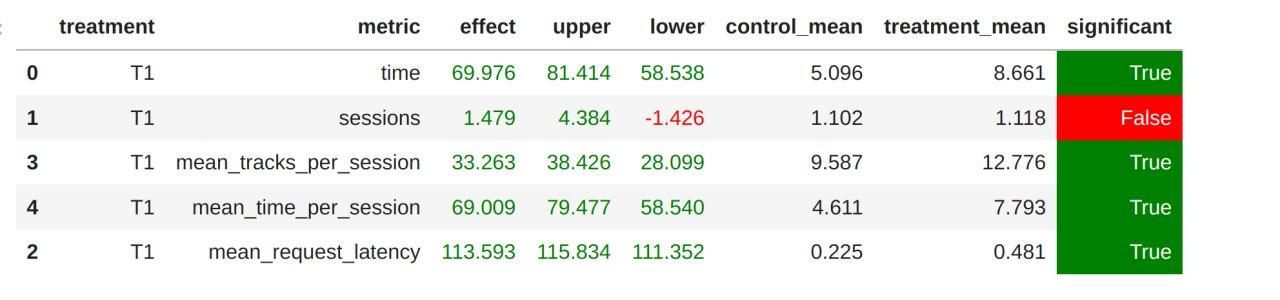 treatment metric effect upper lower control_mean treatment_mean significant
0 T1 time 69.976 81.414 58.538 5.096 8.661 True
1 T1 sessions 1.479 4.384 -1.426 1.102 1.118 False
3 T1 mean_tracks_per_session 33.263 38.426 28.099 9.587 12.776 True
4 T1 mean_time_per_session 69.009 79.477 58.540 4.611 7.793 True
2 T1 mean_request_latency 113.593 115.834 111.352 0.225 0.481 True